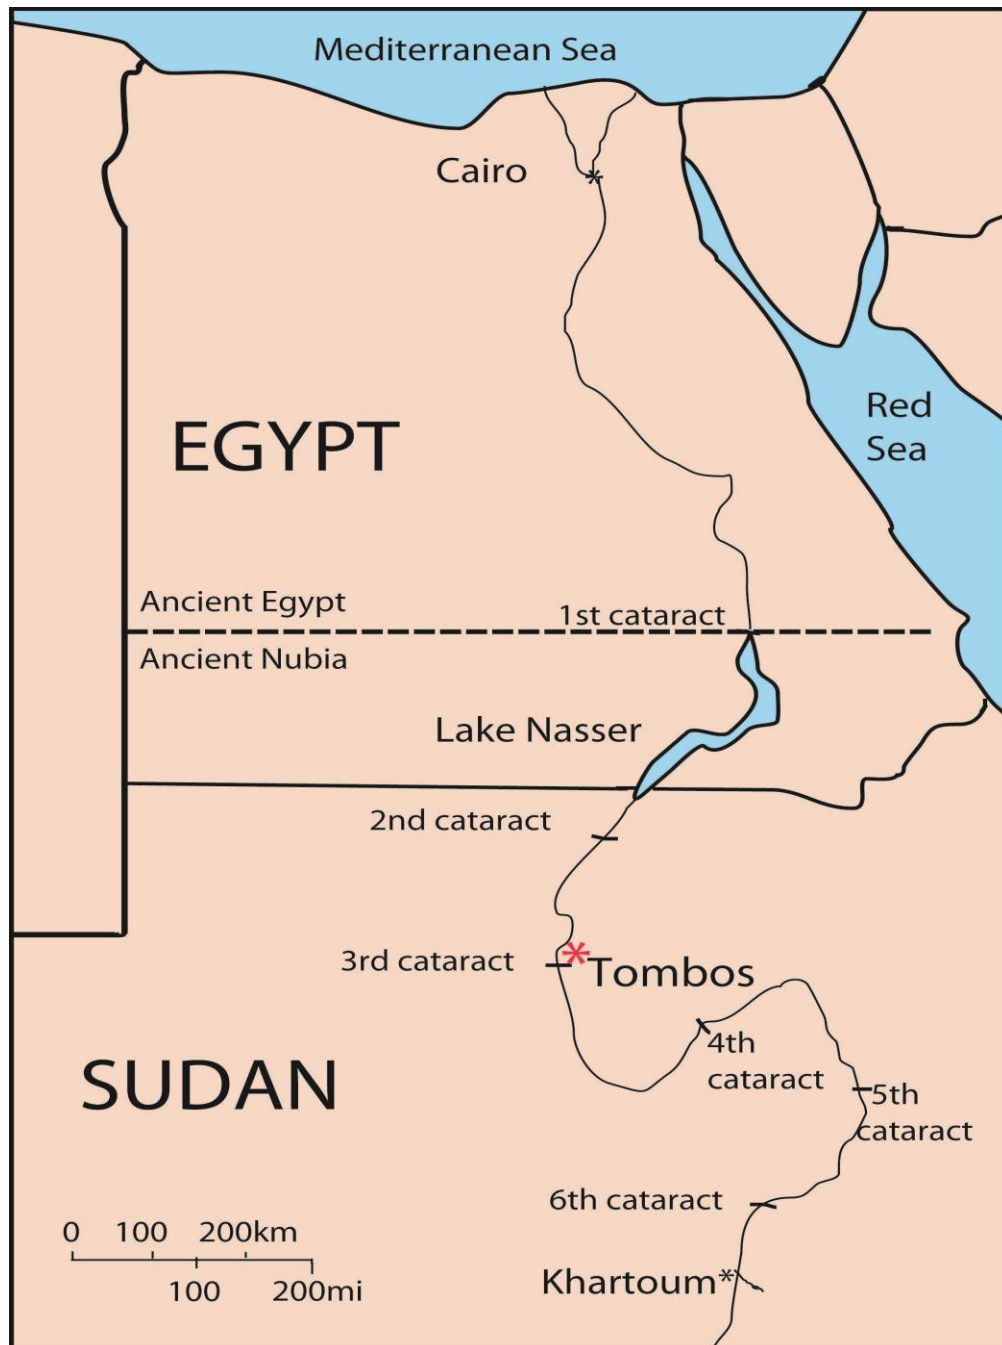 Mediterranean Sea
Cairo
*
Red
Sea
EGYPT
Ancient Egypt
1st cataract
Ancient Nubia
Lake Nasser
2nd cataract
3rd cataract
*
Tombos
4th
cataract
5th
cataract
SUDAN
6th cataract
0 100 200km
100 200mi
Khartoum*